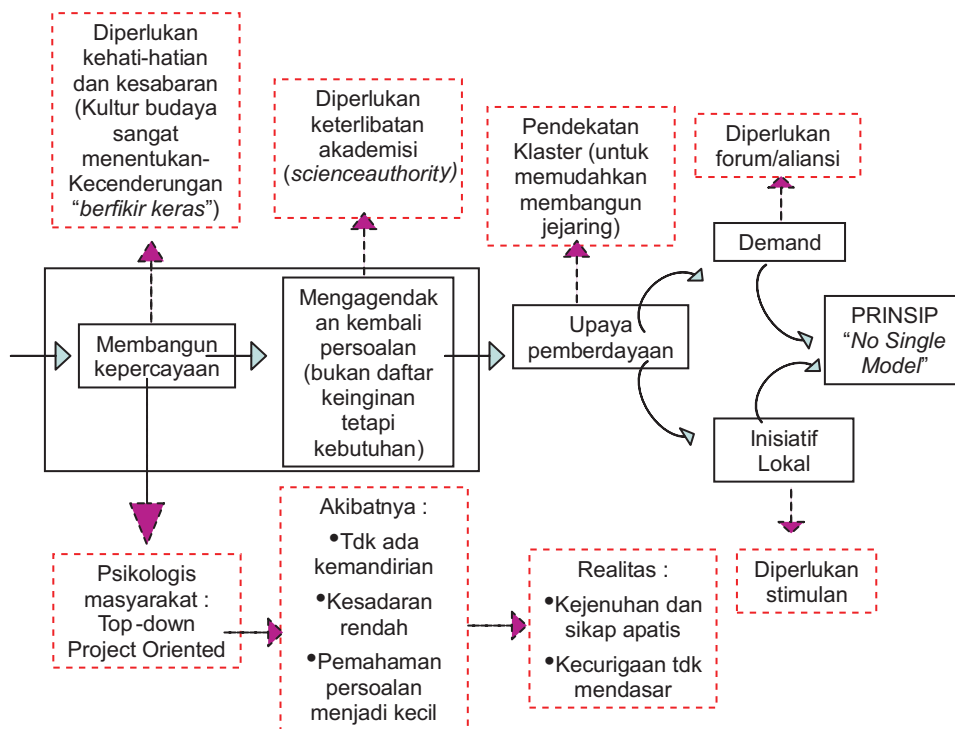 Diperlukan
kehati-hatian
dan kesabaran
(Kultur budaya
sangat
menentukan-
Kecenderungan
“berfikir keras”)
Diperlukan
keterlibatan
akademisi
(scienceauthority)
Pendekatan
Klaster (untuk
memudahkan
membangun
jejaring)
Diperlukan
forum/aliansi
Membangun
kepercayaan
Mengagendak
an kembali
persoalan
(bukan daftar
keinginan
tetapi
kebutuhan)
Upaya
pemberdayaan
Demand
Inisiatif
Lokal
PRINSIP
“No Single
Model”
Psikologis
masyarakat :
Top-down
Project Oriented
Akibatnya :
•Tdk ada
kemandirian
•Kesadaran
rendah
•Pemahaman
persoalan
menjadi kecil
Realitas :
•Kejenuhan dan
sikap apatis
•Kecurigaan tdk
mendasar
Diperlukan
stimulan